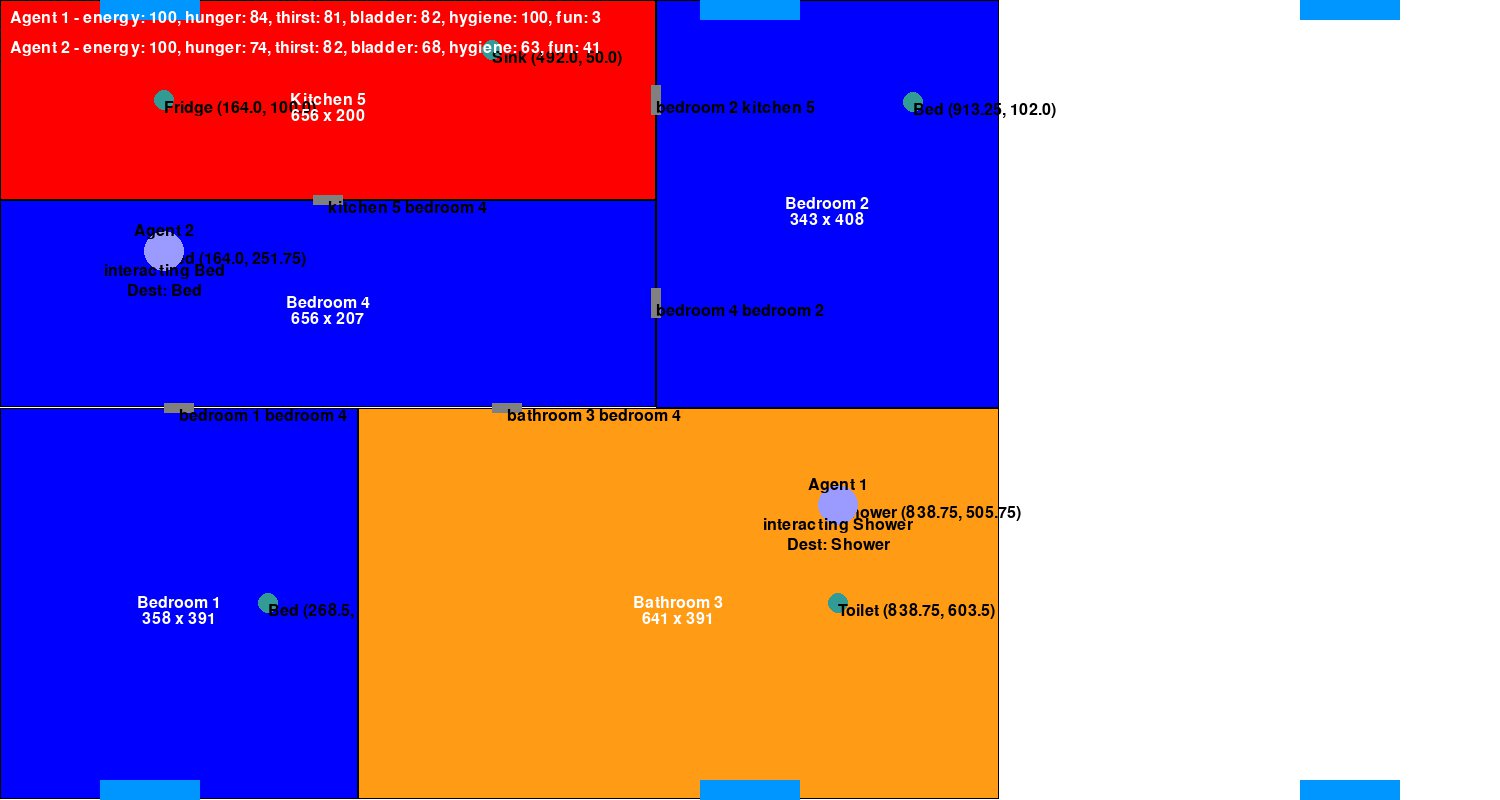 Agent 1 - energy: 100, hunger: 84, thirst: 81, bladder: 82, hygiene: 100, fun: 3
Agent 2 - energy: 100, hunger: 74, thirst: 82, bladder: 68, hygiene: 63, fun: 41
Sink (492.0, 50.0)
Fridge (164.0,
Kitchen 5
656 x 200
bedroom 2 kitchen 5
Bed (913.25, 102.0)
Bedroom 2
343 x 408
kitchen 5 bedroom 4
Agent 2
(164.0, 251.75)
interacting Bed
Dest: Bed
Bedroom 4
656 x 207
bedroom 4 bedroom 2
bedroom 1 bedroom 4
bathroom 3 bedroom 4
Agent 1
(838.75, 505.75)
interacting Shower
Dest: Shower
Bedroom 1
358 x 391
Bed (268.5,
Bathroom 3
641 x 391
Toilet (838.75, 603.5)